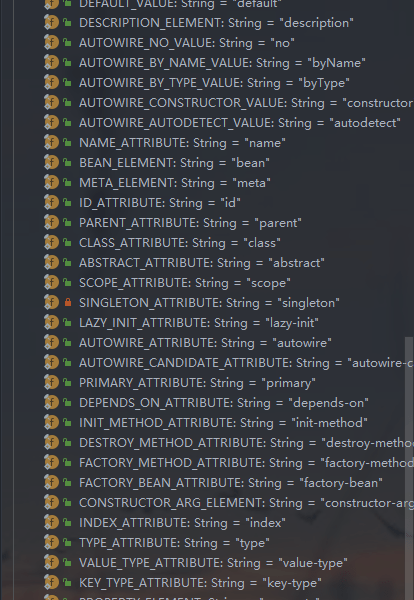 DEFAULT_VALUE: String = "default"
DESCRIPTION_ELEMENT: String = "description"
AUTOWIRE_NO_VALUE: String = "no"
AUTOWIRE_BY_NAME_VALUE: String = "byName"
AUTOWIRE_BY_TYPE_VALUE: String = "byType"
AUTOWIRE_CONSTRUCTOR_VALUE: String = "constructor
AUTOWIRE_AUTODETECT_VALUE: String = "autodetect"
NAME_ATTRIBUTE: String = "name"
BEAN_ELEMENT: String = "bean"
META_ELEMENT: String = "meta"
ID_ATTRIBUTE: String = "id"
PARENT_ATTRIBUTE: String = "parent"
CLASS_ATTRIBUTE: String = "class"
ABSTRACT_ATTRIBUTE: String = "abstract"
SCOPE_ATTRIBUTE: String = "scope"
SINGLETON_ATTRIBUTE: String = "singleton"
LAZY_INIT_ATTRIBUTE: String = "lazy-init"
AUTOWIRE_ATTRIBUTE: String = "autowire"
AUTOWIRE_CANDIDATE_ATTRIBUTE: String = "autowire-c
PRIMARY_ATTRIBUTE: String = "primary"
DEPENDS_ON_ATTRIBUTE: String = "depends-on"
INIT_METHOD_ATTRIBUTE: String = "init-method"
DESTROY_METHOD_ATTRIBUTE: String = "destroy-metho
FACTORY_METHOD_ATTRIBUTE: String = "factory-method
FACTORY_BEAN_ATTRIBUTE: String = "factory-bean"
CONSTRUCTOR_ARG_ELEMENT: String = "constructor-arg
INDEX_ATTRIBUTE: String = "index"
TYPE_ATTRIBUTE: String = "type"
VALUE_TYPE_ATTRIBUTE: String = "value-type"
KEY_TYPE_ATTRIBUTE: String = "key-type"
PROPERTY_ELEMENT: String =